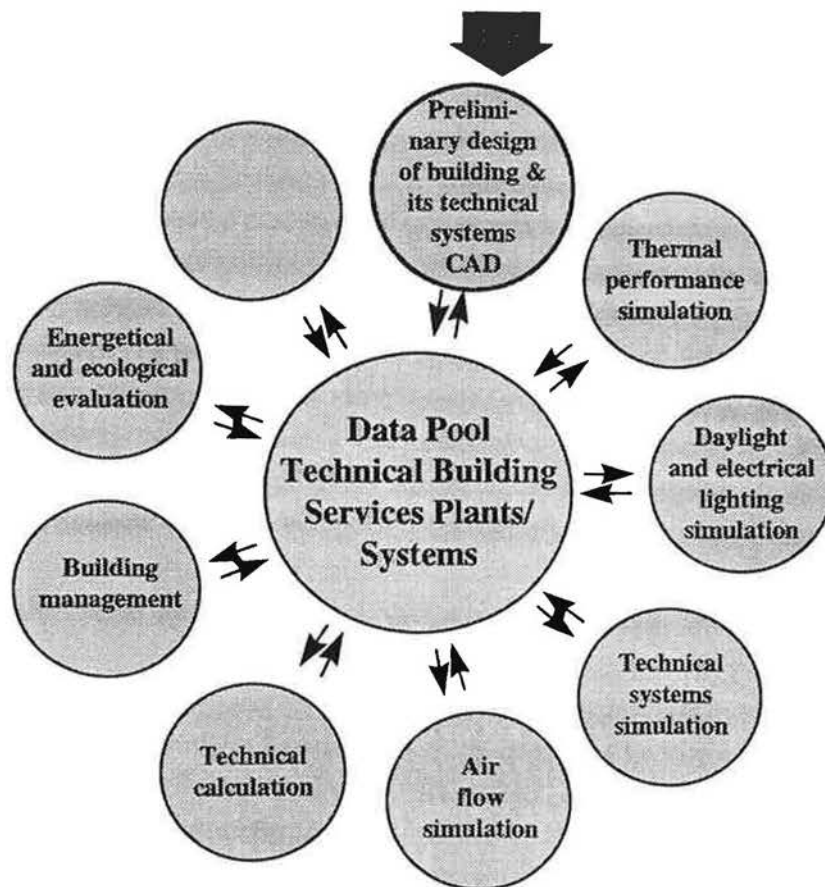 Prelimi-
nary design
of building &
its technical
systems
CAD
Thermal
performance
simulation
Energetical
and ecological
evaluation
Data Pool
Technical Building
Services Plants/
Systems
Daylight
and electrical
lighting
simulation
Building
management
Technical
systems
simulation
Technical
calculation
Air
flow
simulation